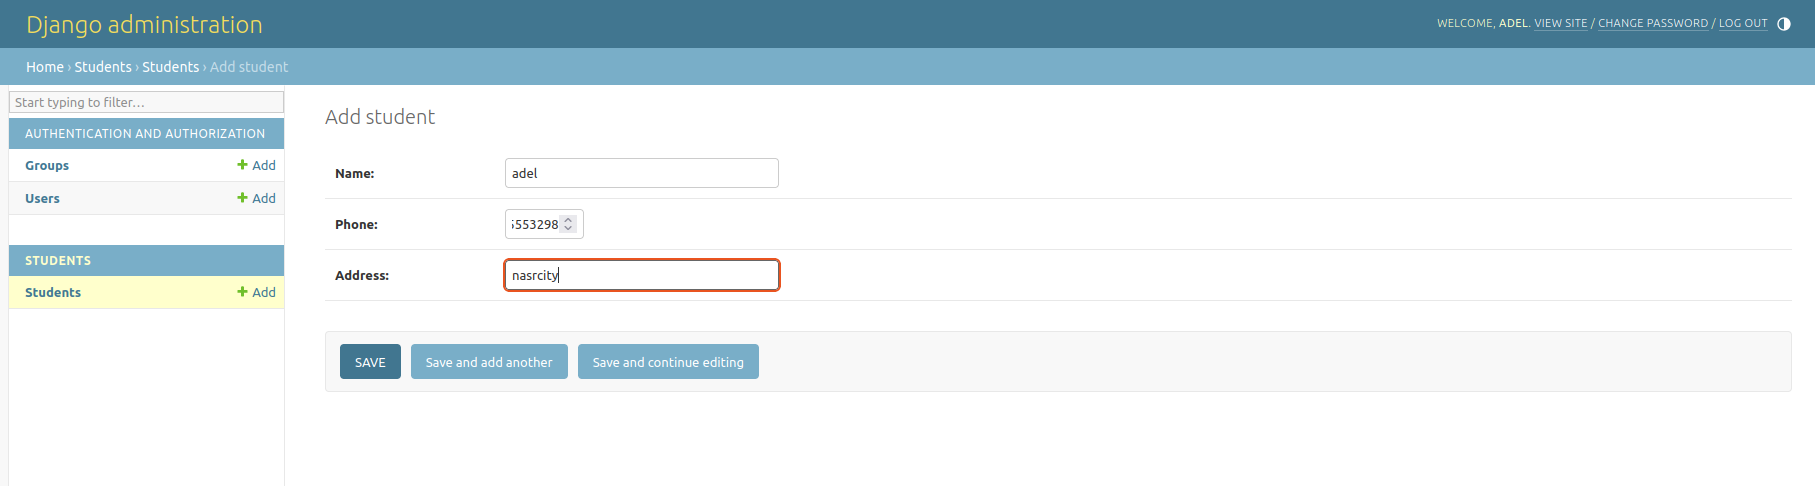 Django administration
WELCOME, ADEL. VIEW SITE / CHANGE PASSWORD / LOG OUT
Home › Students › Students › Add student
Start typing to filter…
AUTHENTICATION AND AUTHORIZATION
Groups + Add
Users + Add
STUDENTS
Students + Add
Add student
Name: adel
Phone: 5553298
Address: nasrcity
SAVE Save and add another Save and continue editing